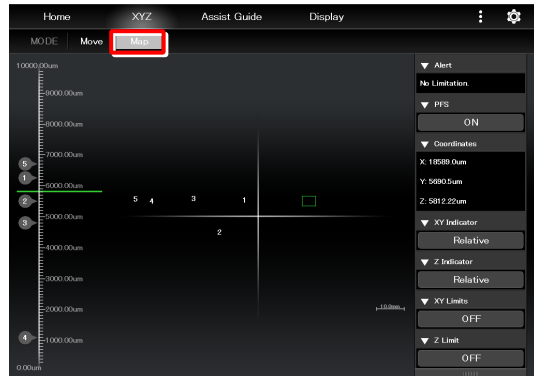 Home XYZ Assist Guide Display
MODE Move Map
10000.00um
9000.00um
8000.00um
7000.00um
6000.00um
5000.00um
4000.00um
3000.00um
2000.00um
1000.00um
0.00um
5
1
2
3
4
5 4 3 1
2
10.0mm
Alert
No Limitation.
PFS
ON
Coordinates
X: 18589.0um
Y: 5690.5um
Z: 5812.22um
XY Indicator
Relative
Z Indicator
Relative
XY Limits
OFF
Z Limit
OFF